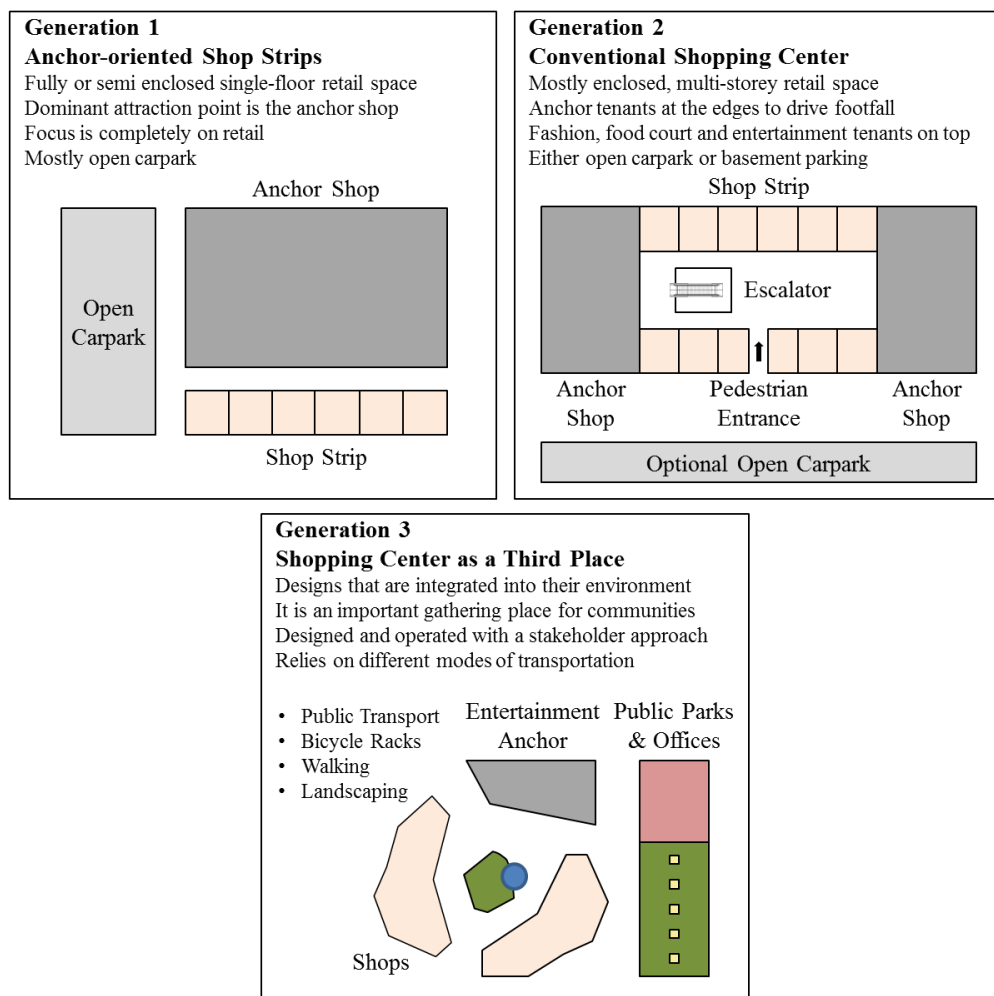 Generation 1
Anchor-oriented Shop Strips
Fully or semi enclosed single-floor retail space
Dominant attraction point is the anchor shop
Focus is completely on retail
Mostly open carpark
Anchor Shop
Open
Carpark
Shop Strip
Generation 2
Conventional Shopping Center
Mostly enclosed, multi-storey retail space
Anchor tenants at the edges to drive footfall
Fashion, food court and entertainment tenants on top
Either open carpark or basement parking
Shop Strip
Escalator
Anchor
Shop
Pedestrian
Entrance
Anchor
Shop
Optional Open Carpark
Generation 3
Shopping Center as a Third Place
Designs that are integrated into their environment
It is an important gathering place for communities
Designed and operated with a stakeholder approach
Relies on different modes of transportation
• Public Transport
• Bicycle Racks
• Walking
• Landscaping
Entertainment
Anchor
Public Parks
& Offices
Shops